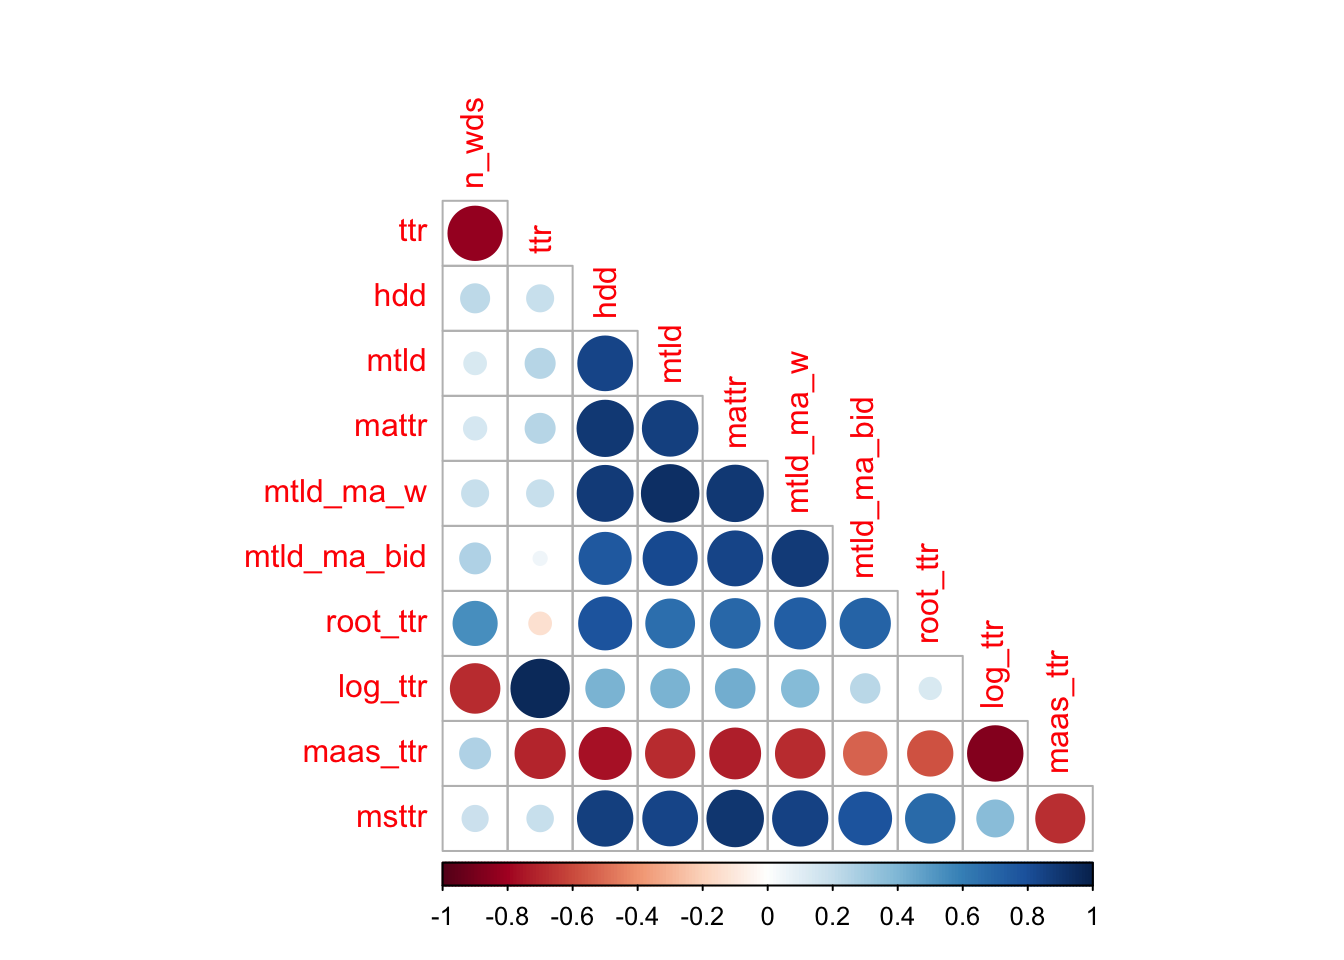 n_wds
ttr
ttr
hdd
hdd
mtld
mtld
mattr
mattr
mtld_ma_w
mtld_ma_w
mtld_ma_bid
mtld_ma_bid
root_ttr
root_ttr
log_ttr
log_ttr
maas_ttr
maas_ttr
msttr
-1 -0.8 -0.6 -0.4 -0.2 0 0.2 0.4 0.6 0.8 1